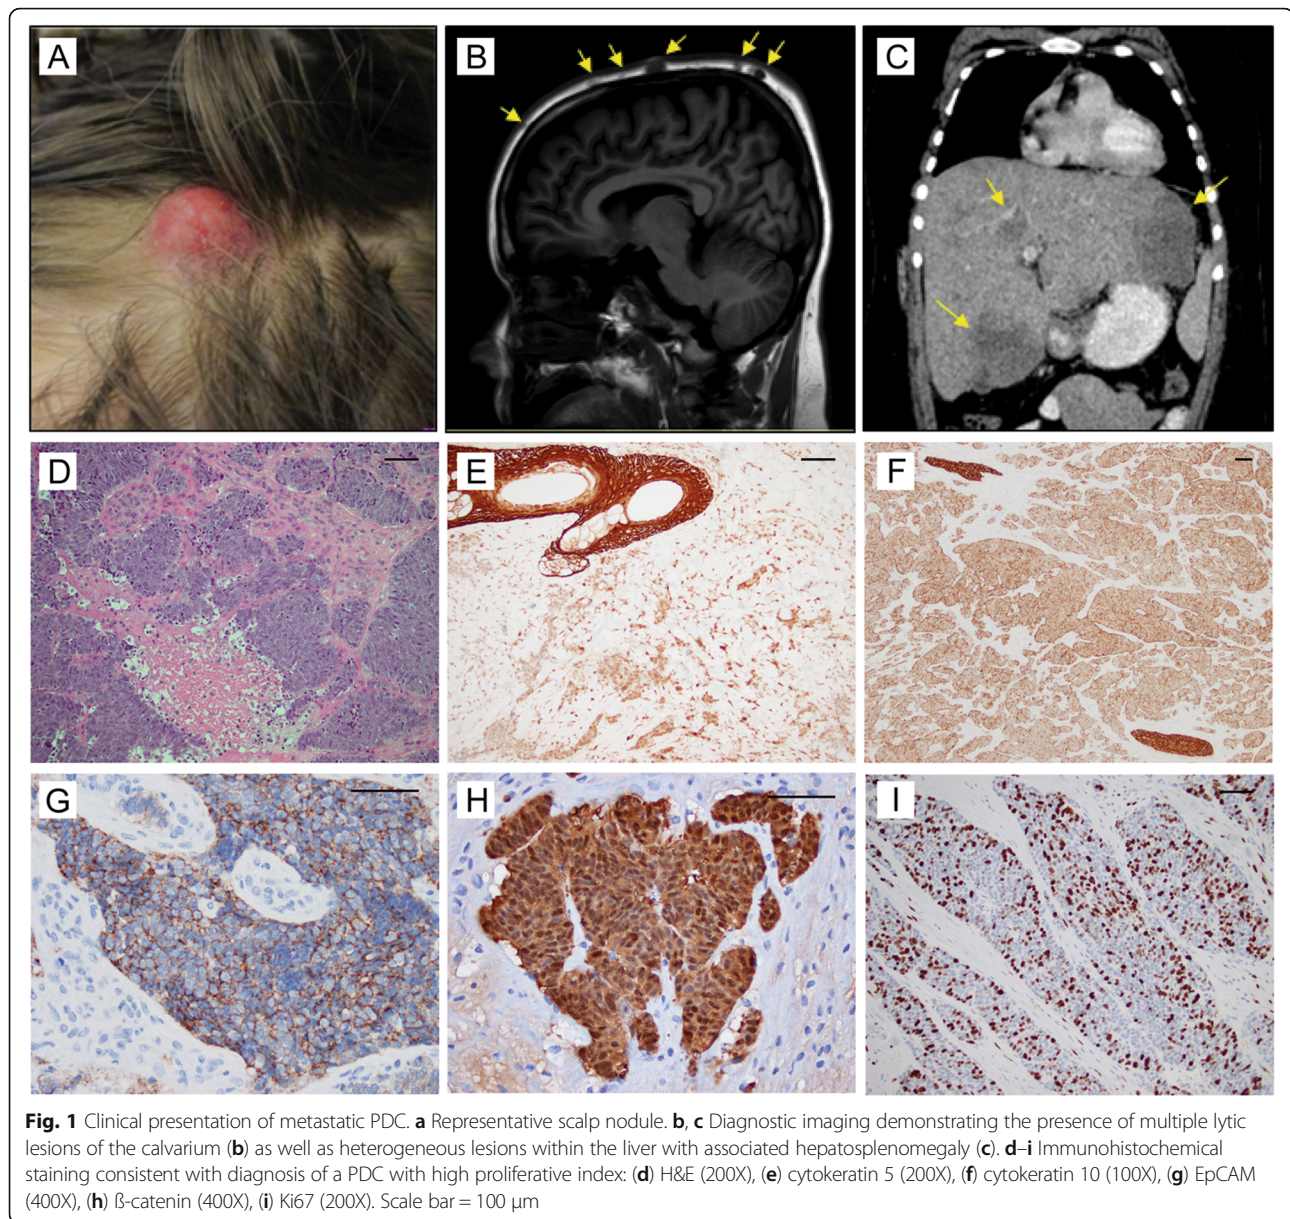 A
B
C
D
E
F
G
H
I
Fig. 1 Clinical presentation of metastatic PDC. a Representative scalp nodule. b, c Diagnostic imaging demonstrating the presence of multiple lytic
lesions of the calvarium (b) as well as heterogeneous lesions within the liver with associated hepatosplenomegaly (c). d–i Immunohistochemical
staining consistent with diagnosis of a PDC with high proliferative index: (d) H&E (200X), (e) cytokeratin 5 (200X), (f) cytokeratin 10 (100X), (g) EpCAM
(400X), (h) ß-catenin (400X), (i) Ki67 (200X). Scale bar = 100 μm